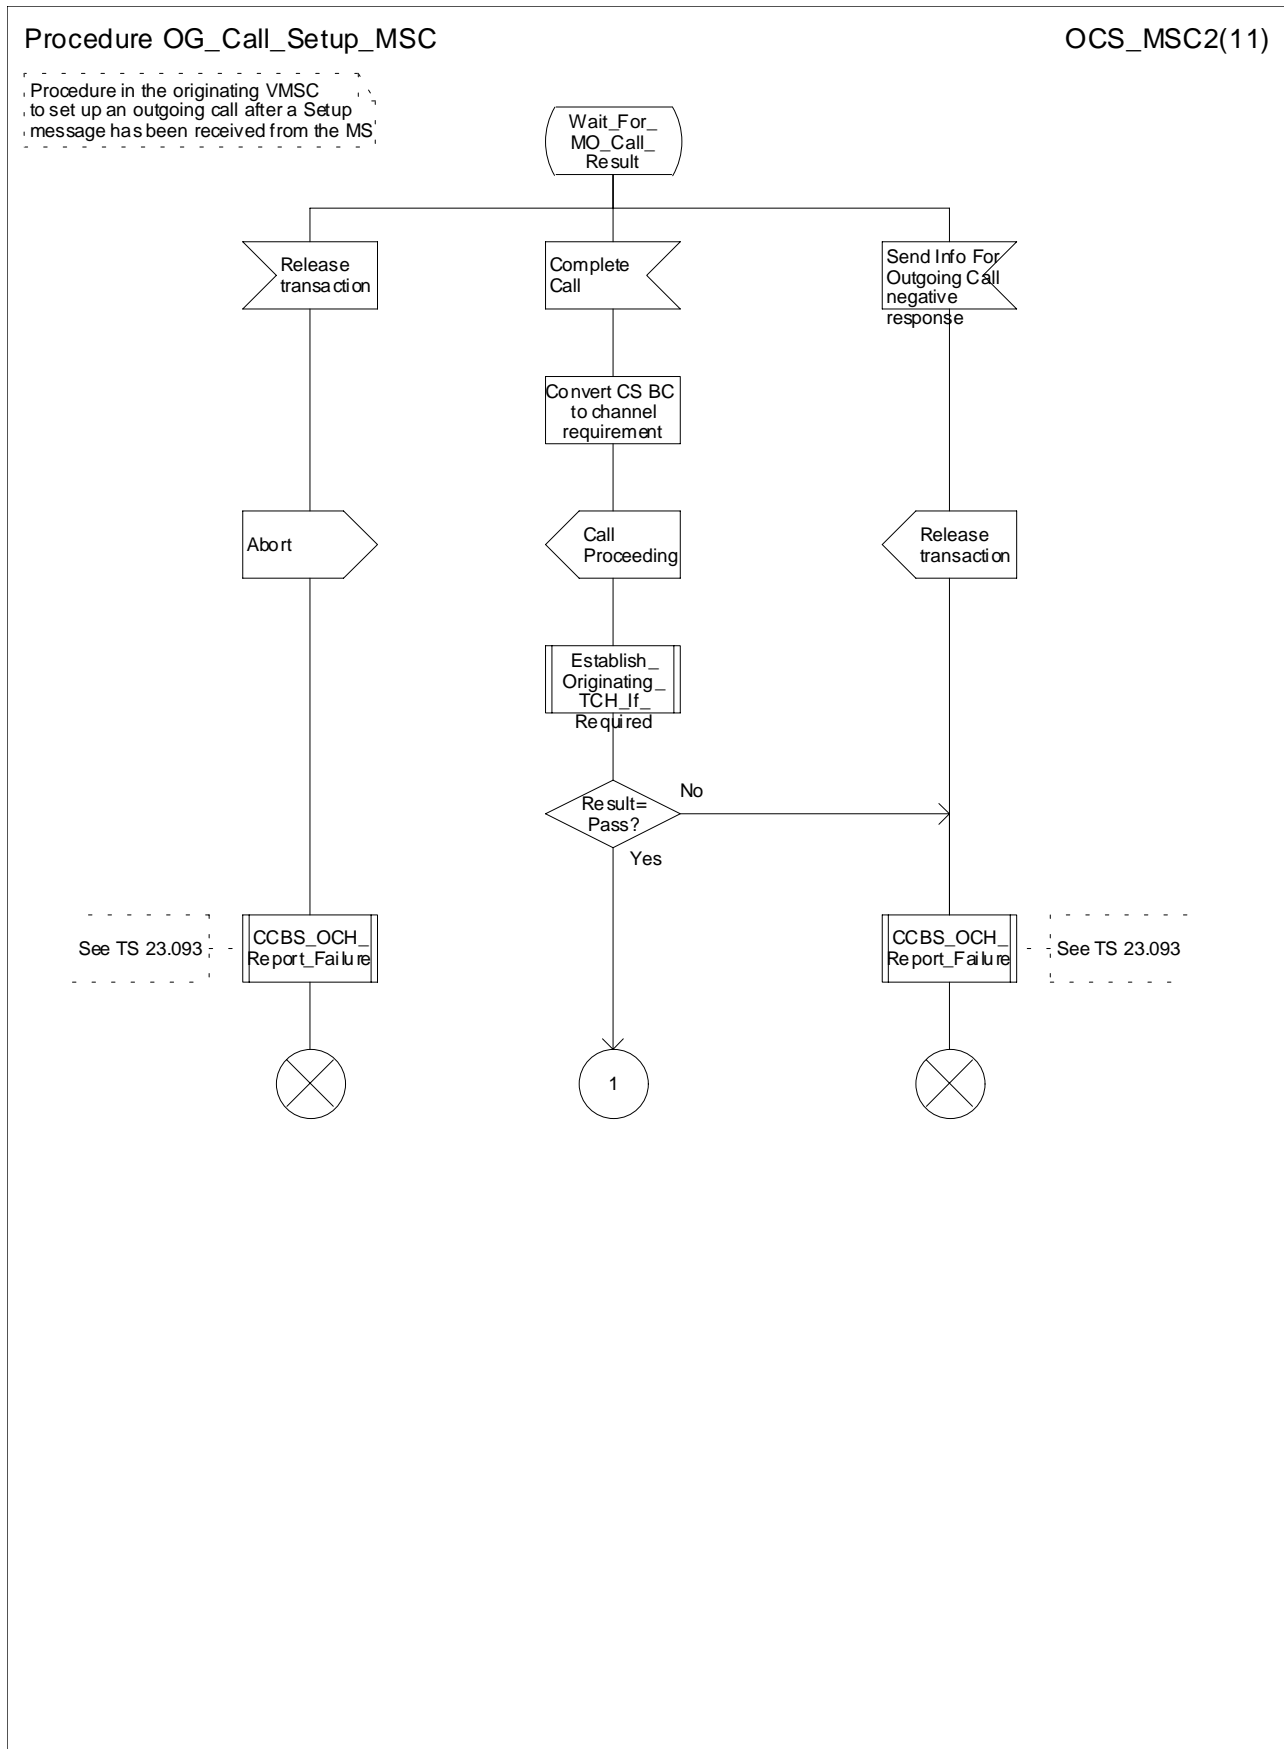 Procedure OG_Call_Setup_MSC
OCS_MSC2(11)
Procedure in the originating VMSC
to set up an outgoing call after a Setup
message has been received from the MS
Wait_For_
MO_Call_
Result
Release
transaction
Complete
Call
Send Info For
Outgoing Call
negative
response
Convert CS BC
to channel
requirement
Abort
Call
Proceeding
Release
transaction
Establish_
Originating_
TCH_If_
Required
Result=
Pass?
No
Yes
See TS 23.093
CCBS_OCH_
Report_Failure
CCBS_OCH_
Report_Failure
See TS 23.093
1